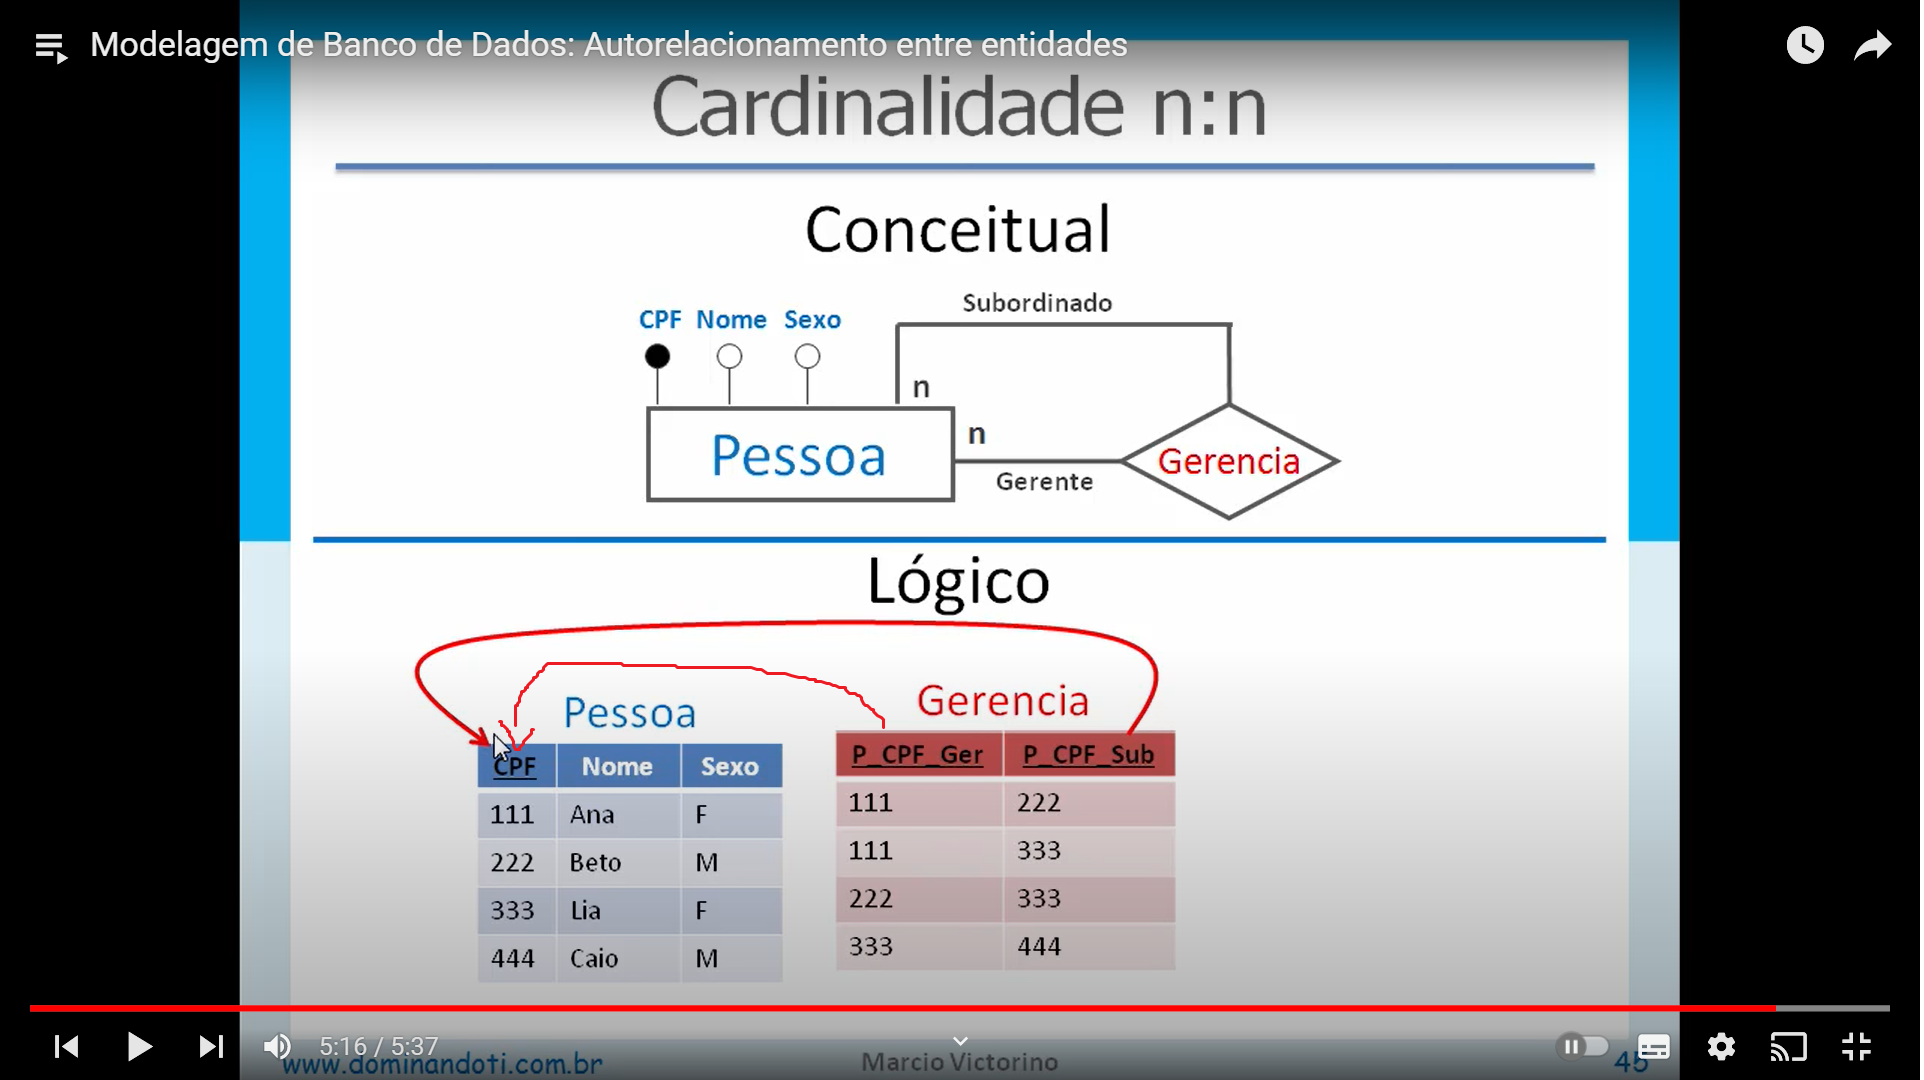 Modelagem de Banco de Dados: Autorelacionamento entre entidades
Cardinalidade n:n
Conceitual
Subordinado
CPF Nome Sexo
n
n
Pessoa
Gerencia
Gerente
Lógico
Pessoa
CPF Nome Sexo
111 Ana F
222 Beto M
333 Lia F
444 Caio M
Gerencia
P_CPF_Ger P_CPF_Sub
111 222
111 333
222 333
333 444
5:16 / 5:37
www.dominandoti.com.br
Marcio Victorino
45